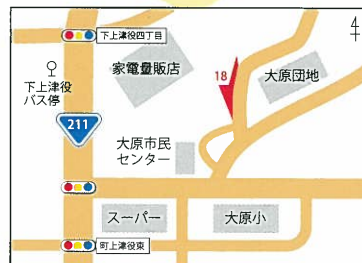 下上津役四丁目
家電量販店
18
大原団地
下上津役
バス停
211
大原市民
センター
スーパー
大原小
町上津役東